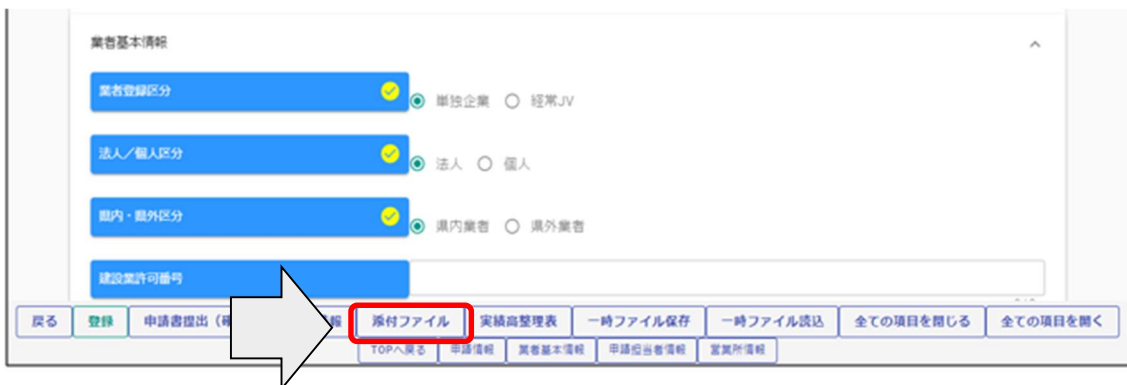 業者基本情報
業者登録区分
単独企業 経常JV
法人／個人区分
法人 個人
県内・県外区分
県内業者 県外業者
建設業許可番号
戻る 登録 申請書提出（ 報 添付ファイル 実績高整理表 一時ファイル保存 一時ファイル読込 全ての項目を閉じる 全ての項目を開く
TOPへ戻る 申請情報 業者基本情報 申請担当者情報 営業所情報